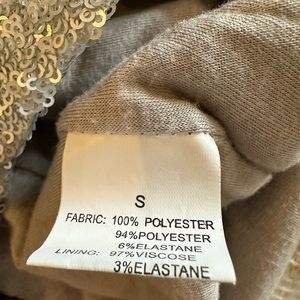 S
FABRIC: 100% POLYESTER
94%POLYESTER
6%ELASTANE
LINING: 97%VISCOSE
3%ELASTANE